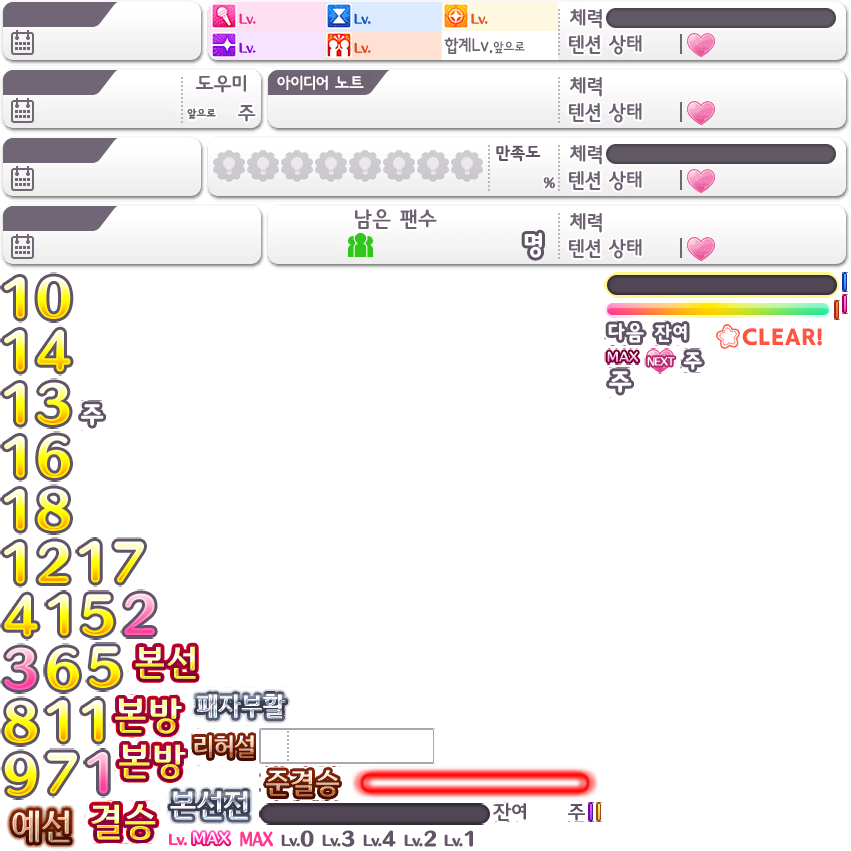 Lv. Lv. Lv. 체력
Lv. Lv. 합계Lv.앞으로 텐션 상태
도우미 아이디어 노트 체력
앞으로 주 텐션 상태
만족도 체력
% 텐션 상태
남은 팬수 체력
명 텐션 상태
10
14 다음 잔여 CLEAR!
MAX NEXT 주
13 주 주
16
18
1217
4152
365 본선
811 본방 패자부활
971 본방 리허설
준결승
예선 결승 본선전 잔여 주
Lv. MAX MAX Lv.0 Lv.3 Lv.4 Lv.2 Lv.1